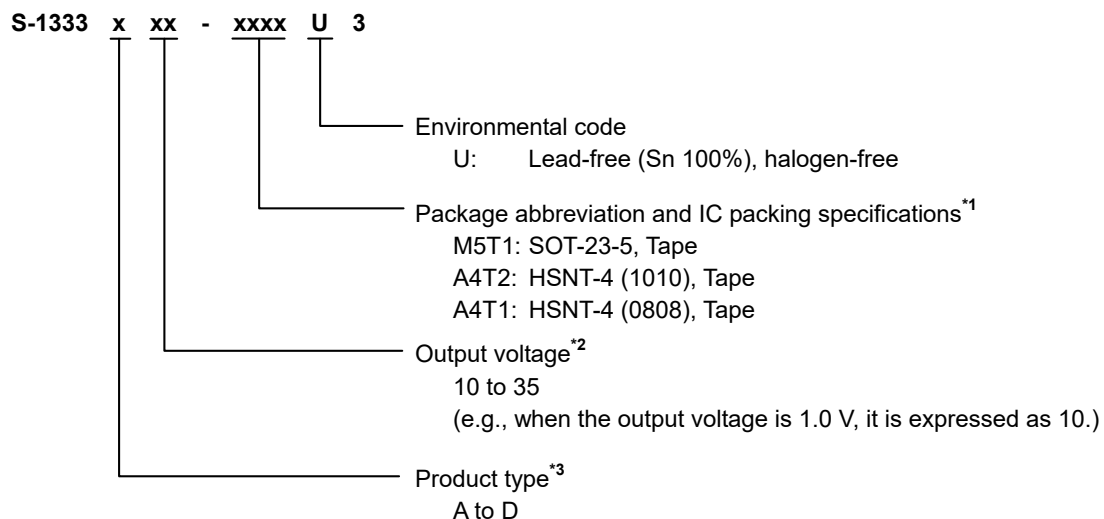 S-1333 x xx - xxxx U 3
Environmental code
U: Lead-free (Sn 100%), halogen-free
Package abbreviation and IC packing specifications*1
M5T1: SOT-23-5, Tape
A4T2: HSNT-4 (1010), Tape
A4T1: HSNT-4 (0808), Tape
Output voltage*2
10 to 35
(e.g., when the output voltage is 1.0 V, it is expressed as 10.)
Product type*3
A to D